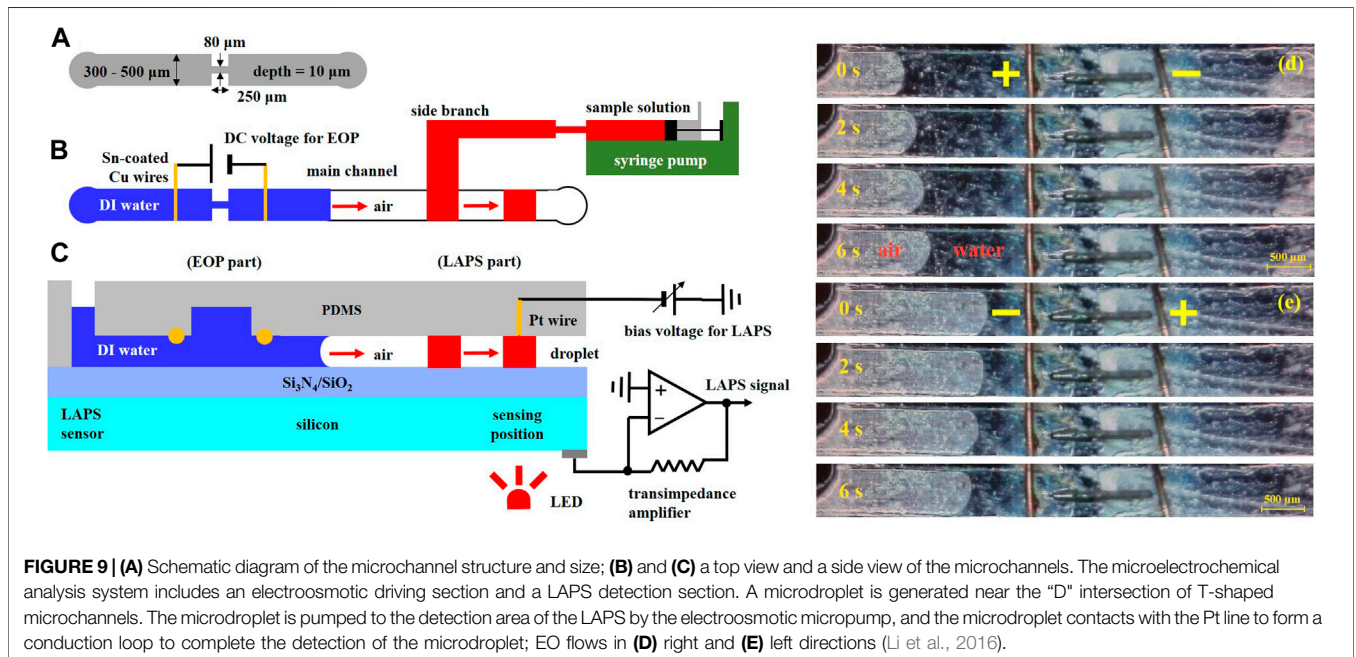 A
80 μm
300 - 500 μm
depth = 10 μm
250 μm
side branch
sample solution
syringe pump
B
DC voltage for EOP
Sn-coated
Cu wires
main channel
DI water
air
C
(EOP part)
(LAPS part)
PDMS
Pt wire
bias voltage for LAPS
DI water
air
droplet
Si₃N₄/SiO₂
LAPS
sensor
silicon
sensing
position
LAPS signal
+
−
LED
transimpedance
amplifier
0 s
+
−
(d)
2 s
4 s
6 s
air
water
500 μm
0 s
−
+
(e)
2 s
4 s
6 s
500 μm
FIGURE 9 | (A) Schematic diagram of the microchannel structure and size; (B) and (C) a top view and a side view of the microchannels. The microelectrochemical
analysis system includes an electroosmotic driving section and a LAPS detection section. A microdroplet is generated near the “D" intersection of T-shaped
microchannels. The microdroplet is pumped to the detection area of the LAPS by the electroosmotic micropump, and the microdroplet contacts with the Pt line to form a
conduction loop to complete the detection of the microdroplet; EO flows in (D) right and (E) left directions (Li et al., 2016).